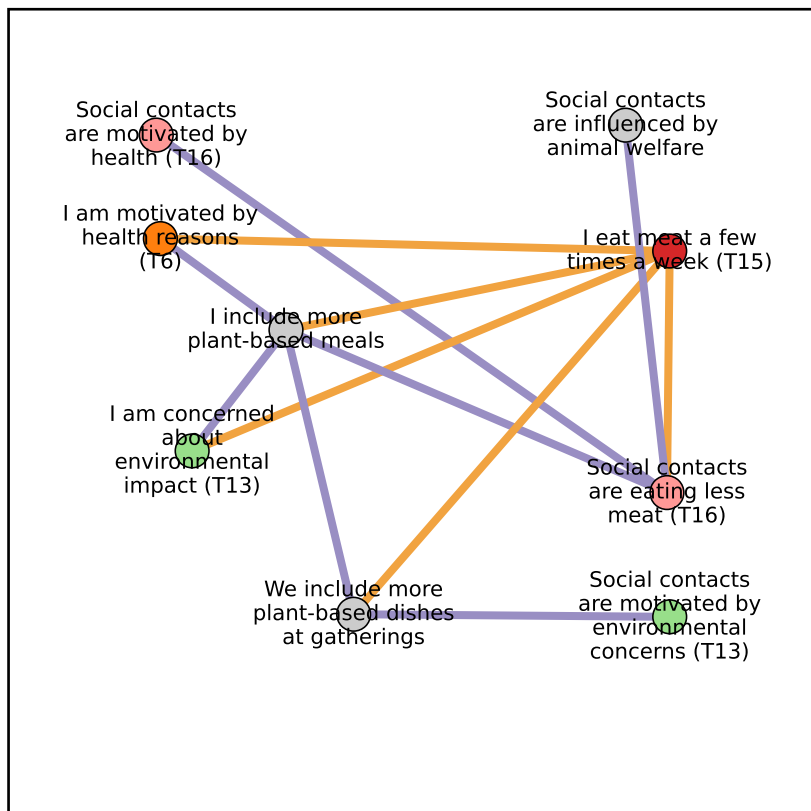 Social contacts
are motivated by
health (T16)
Social contacts
are influenced by
animal welfare
I am motivated by
health reasons
(T6)
I eat meat a few
times a week (T15)
I include more
plant-based meals
I am concerned
about
environmental
impact (T13)
Social contacts
are eating less
meat (T16)
We include more
plant-based dishes
at gatherings
Social contacts
are motivated by
environmental
concerns (T13)